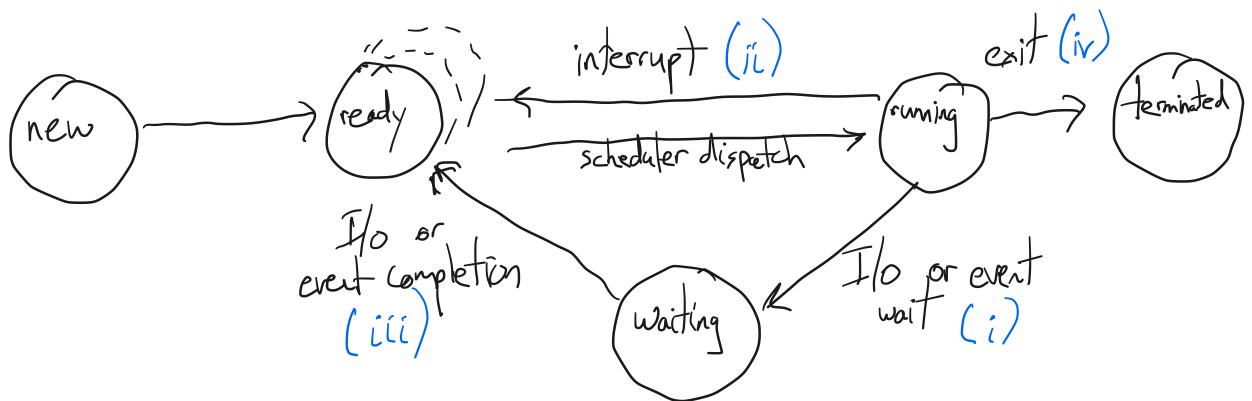 new
ready
interrupt (ii)
scheduler dispatch
running
exit (iv)
terminated
I/o or
event completion
(iii)
waiting
I/o or event
wait (i)